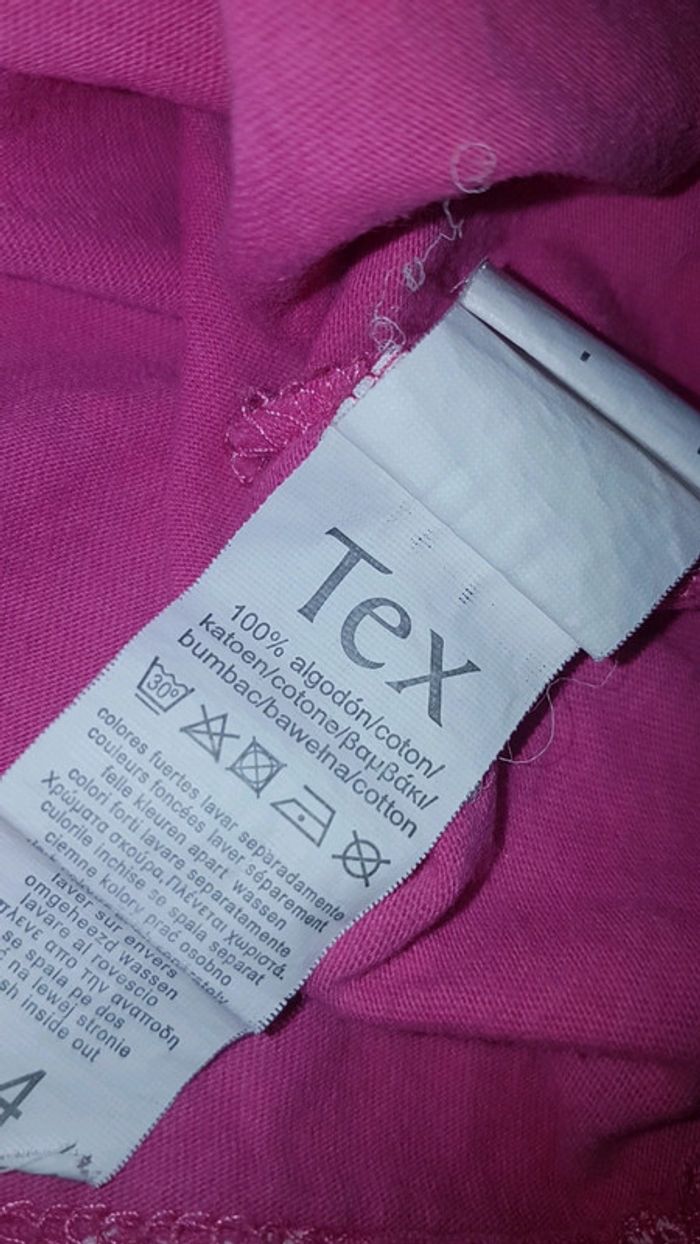 Tex
100% algodón/coton/
katoen/cotone/βαμβάκι/
bumbac/bawełna/cotton
30º
colores fuertes lavar separadamente
couleurs foncées laver séparement
felle kleuren apart wassen
colori forti lavare separatamente
Χρώματα σκούρα.Πλένεται χωριστά.
culorile inchise se spala separat
ciemne kolory prać osobno
laver sur envers
omgekeerd wassen
lavare al rovescio
από την ανάποδη
se spala pe dos
na lewej stronie
inside out
4